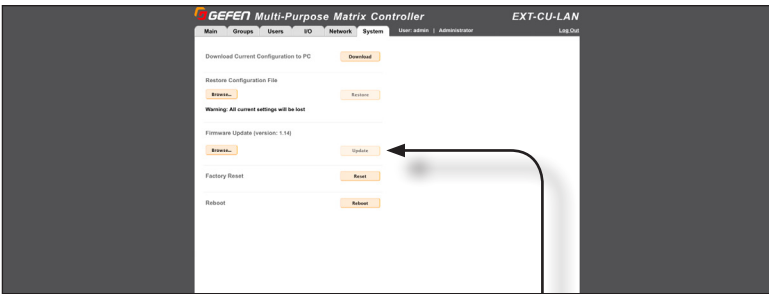 GEFEN Multi-Purpose Matrix Controller EXT-CU-LAN
Main Groups Users I/O Network System User: admin | Administrator Log Out
Download Current Configuration to PC Download
Restore Configuration File
Browse... Restore
Warning: All current settings will be lost
Firmware Update (version: 1.14)
Browse... Update
Factory Reset Reset
Reboot Reboot